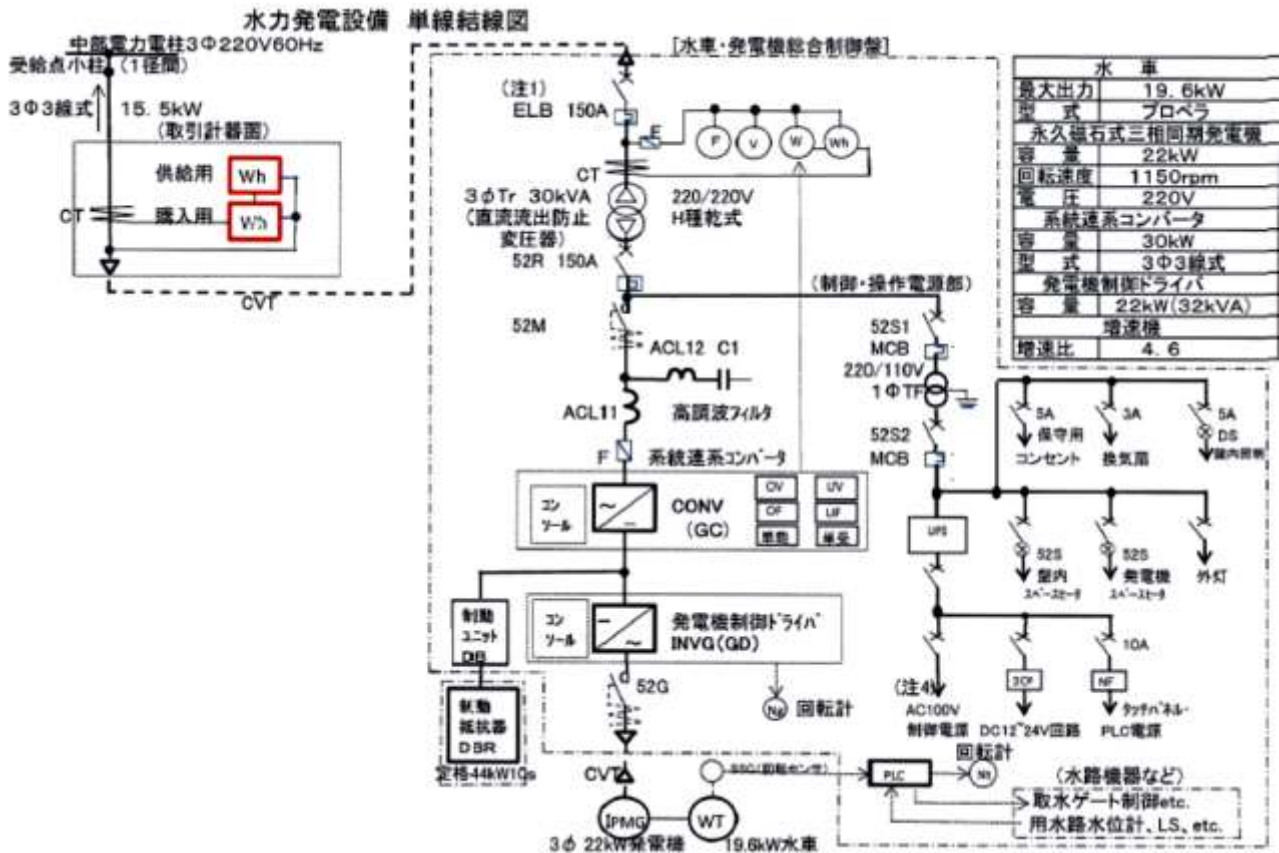 水力発電設備 単線結線図
中部電力電柱3Φ220V60Hz
受給点小柱 (1径間)
3Φ3線式 15.5kW
(取引計器函)
供給用 Wh
CT 購入用 Wh
CVT
[水車・発電機総合制御盤]
(注1)
ELB 150A
E
F V W Wh
CT
3φTr 30kVA 220/220V
(直流流出防止 H種乾式
変圧器)
52R 150A
(制御・操作電源部)
52M
ACL12 C1
ACL11 高調波フィルタ
F 系統連系コンバータ
コンソール
CONV
(GC)
OV UV
OF UF
単独 単受
制動
ユニット
DB
コンソール
発電機制御ドライバ
INVG(GD)
52G
Ng 回転計
制動
抵抗器
DBR
定格44kW10s
CVT
IPMG WT
3φ 22kW発電機 19.6kW水車
SSG(回転センサ)
PLC
回転計
Nt
(水路機器など)
取水ゲート制御etc.
用水路水位計、LS、etc.
52S1
MCB
220/110V
1ΦTF
52S2
MCB
UPS
5A
保守用
コンセント
3A
換気扇
5A
DS
盤内照明
52S
盤内
スペースヒータ
52S
発電機
スペースヒータ
外灯
10A
(注4)
AC100V
制御電源
DC12~24V回路
NF
タッチパネル・
PLC電源
水 車
最大出力 19.6kW
型 式 プロペラ
永久磁石式三相同期発電機
容 量 22kW
回転速度 1150rpm
電 圧 220V
系統連系コンバータ
容 量 30kW
型 式 3Φ3線式
発電機制御ドライバ
容 量 22kW(32kVA)
増速機
増速比 4.6